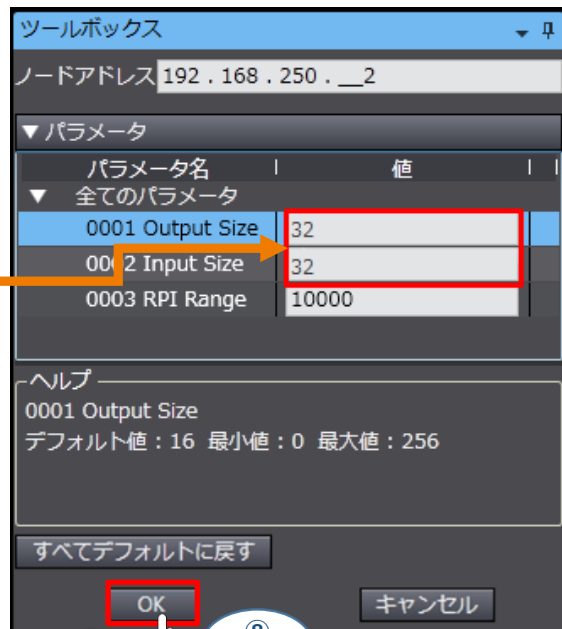 ツールボックス
ノードアドレス 192 . 168 . 250 . __2
▼ パラメータ
パラメータ名 値
▼ 全てのパラメータ
0001 Output Size 32
0002 Input Size 32
0003 RPI Range 10000
ヘルプ
0001 Output Size
デフォルト値：16 最小値：0 最大値：256
すべてデフォルトに戻す
OK キャンセル